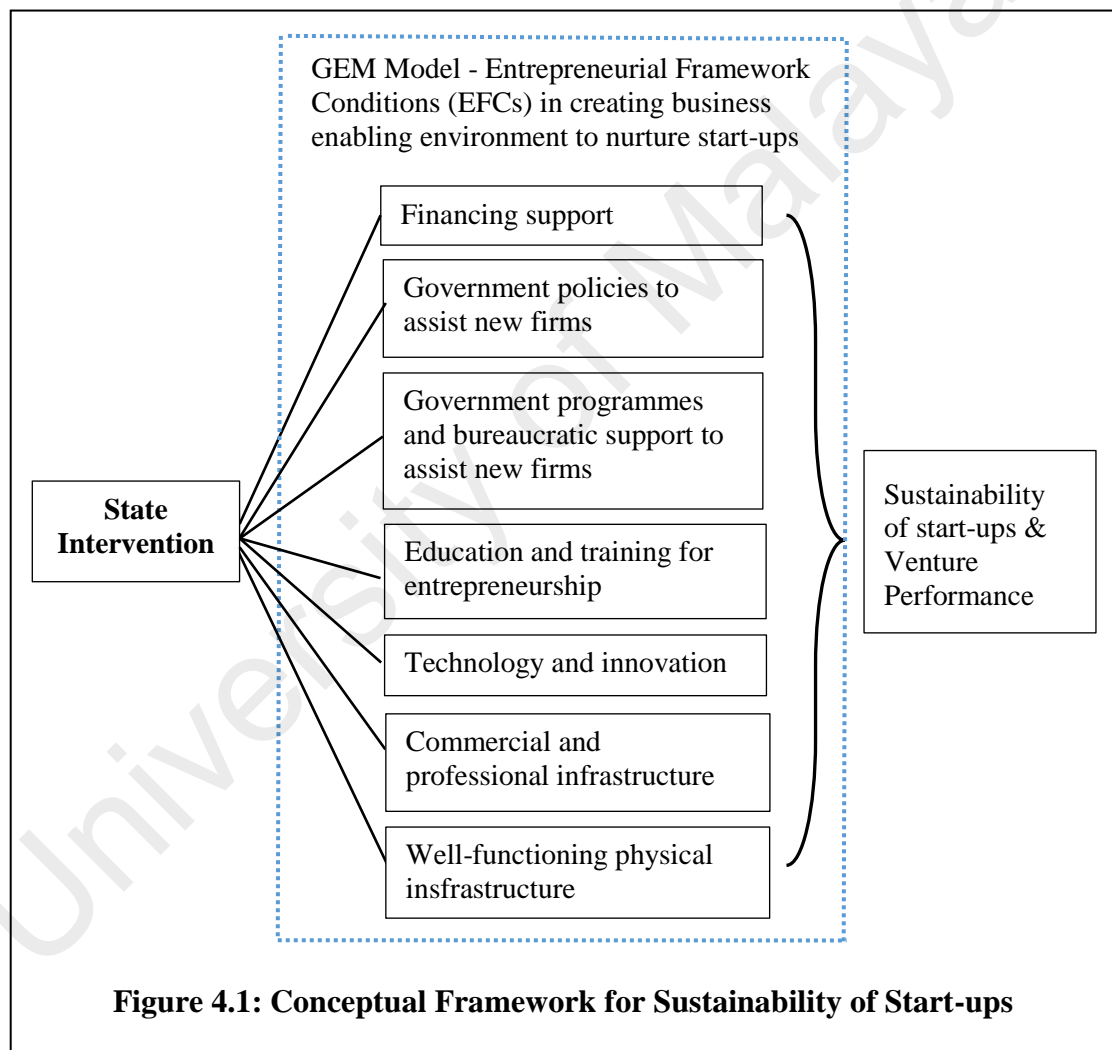 GEM Model - Entrepreneurial Framework
Conditions (EFCs) in creating business
enabling environment to nurture start-ups
Financing support
Government policies to
assist new firms
Government programmes
and bureaucratic support to
assist new firms
State
Intervention
Education and training for
entrepreneurship
Technology and innovation
Commercial and
professional infrastructure
Well-functioning physical
insfrastructure
Sustainability
of start-ups &
Venture
Performance
Figure 4.1: Conceptual Framework for Sustainability of Start-ups
University of Malaya